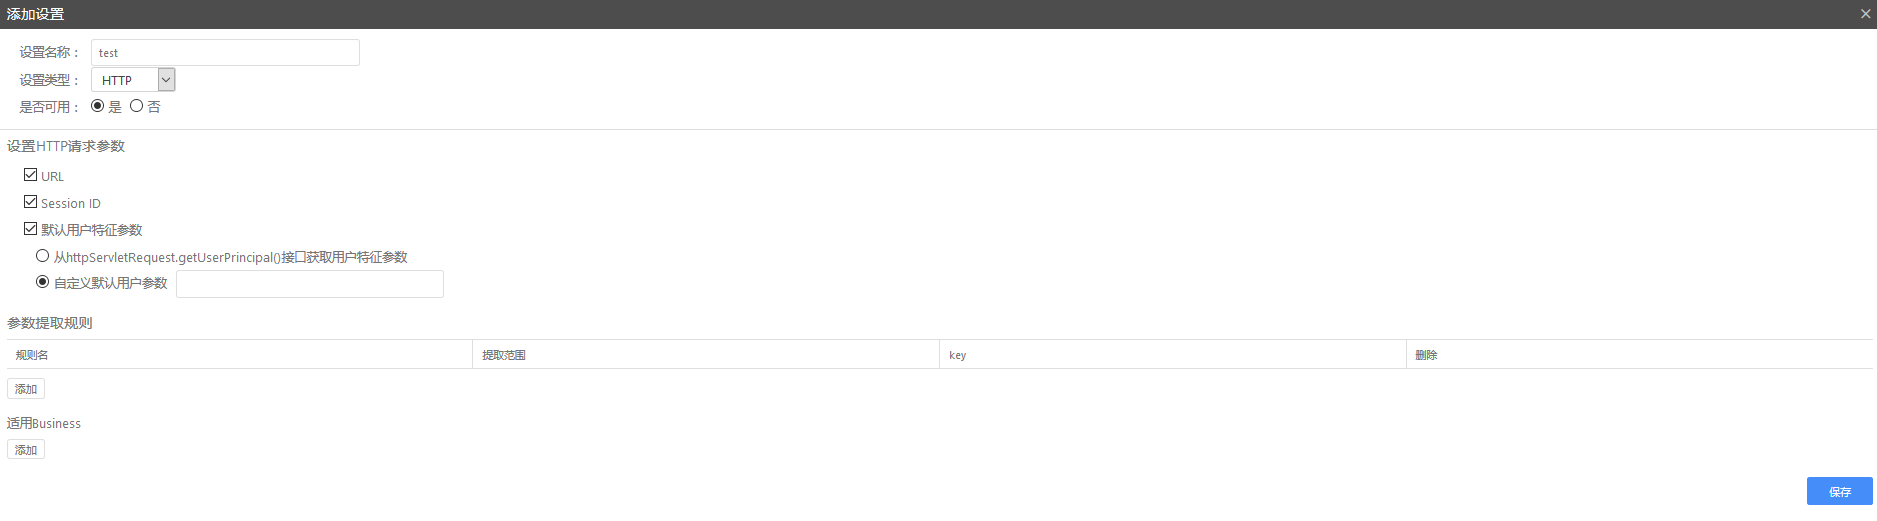 添加设置
设置名称： test
设置类型： HTTP
是否可用： 是 否
设置HTTP请求参数
URL
Session ID
默认用户特征参数
从httpServletRequest.getUserPrincipal()接口获取用户特征参数
自定义默认用户参数
参数提取规则
规则名 提取范围 key 删除
添加
适用Business
添加
保存